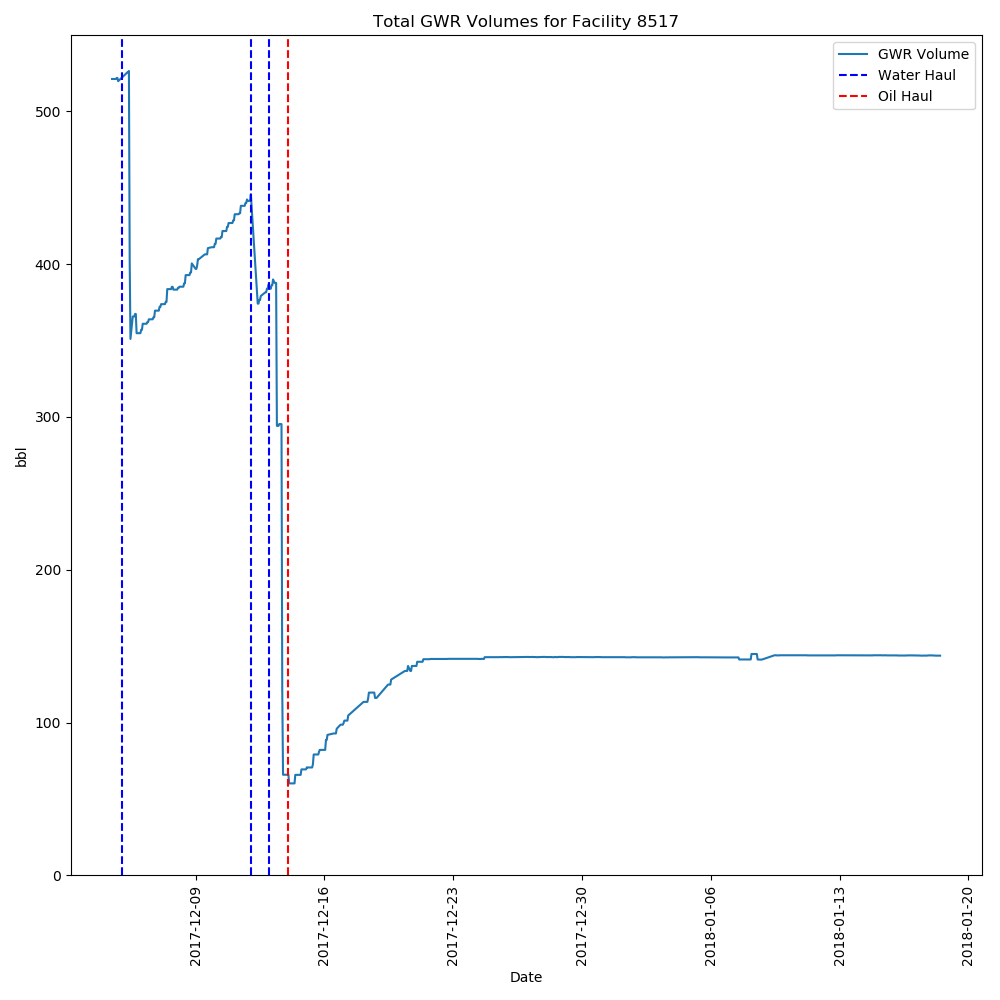 Total GWR Volumes for Facility 8517
GWR Volume
Water Haul
Oil Haul
500
400
300
200
100
0
bbl
2017-12-09
2017-12-16
2017-12-23
2017-12-30
2018-01-06
2018-01-13
2018-01-20
Date